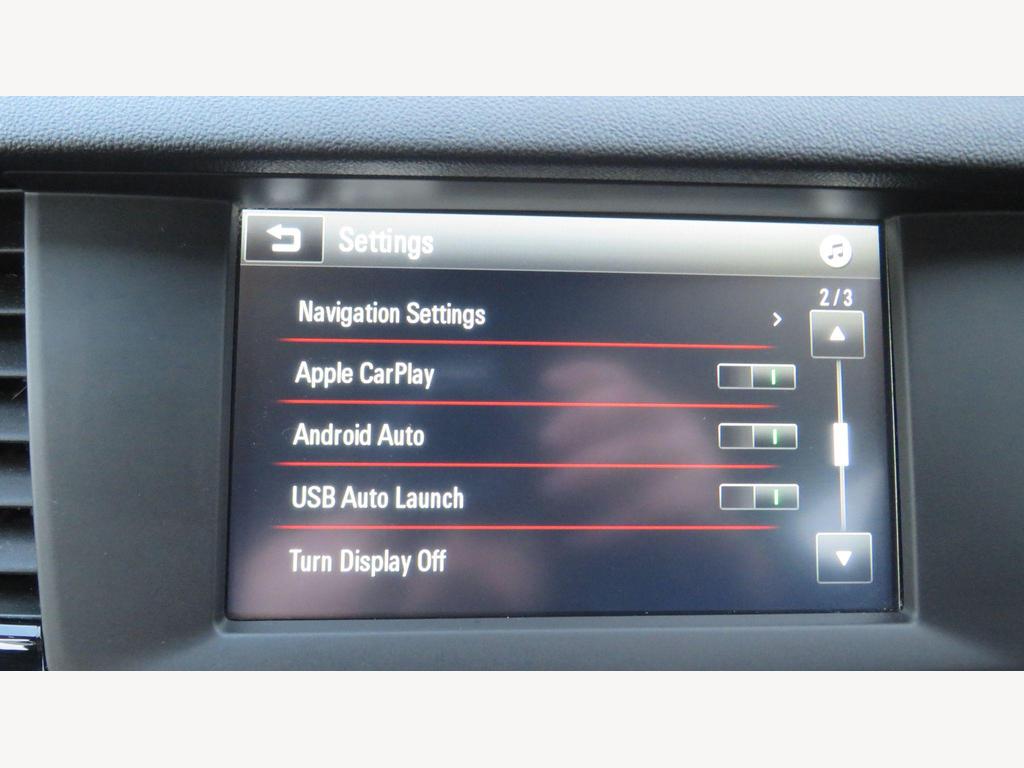 Settings
2/3
Navigation Settings
Apple CarPlay
Android Auto
USB Auto Launch
Turn Display Off